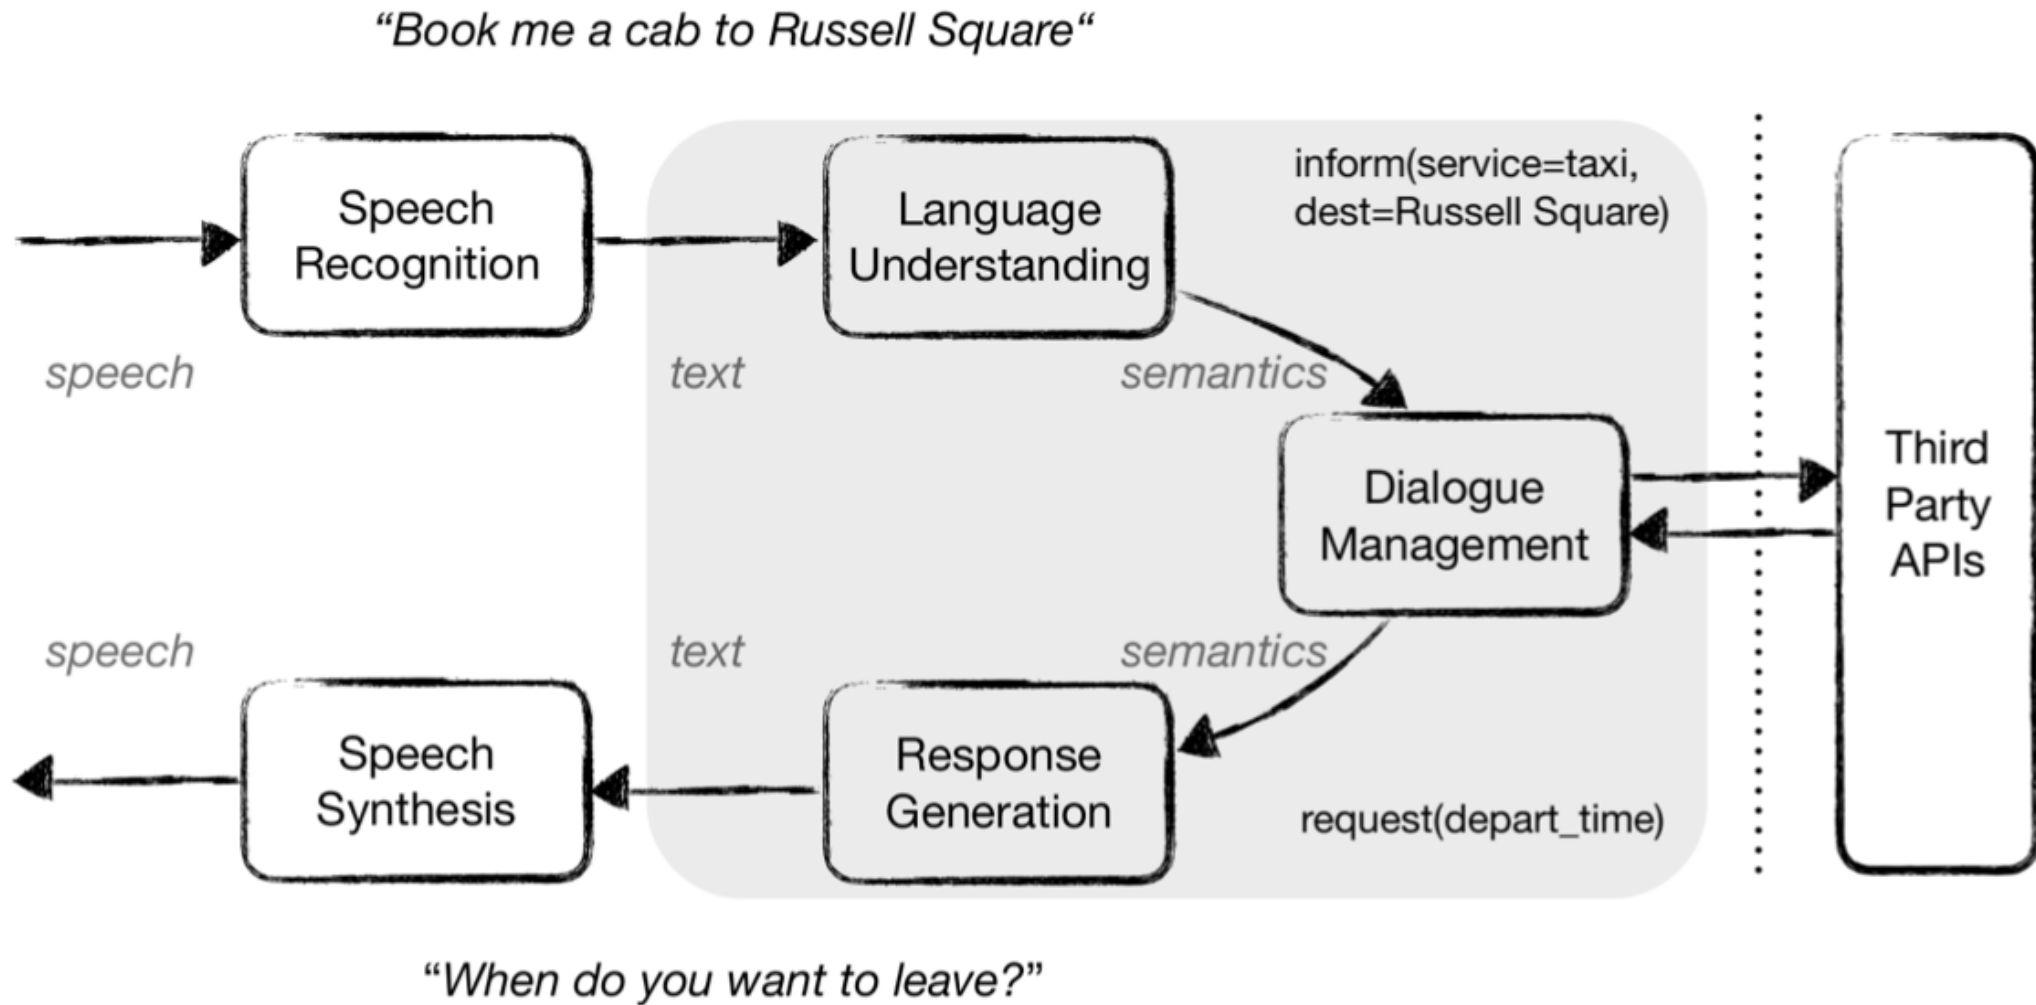 “Book me a cab to Russell Square“
Speech
Recognition
Language
Understanding
inform(service=taxi,
dest=Russell Square)
speech
text
semantics
Dialogue
Management
Third
Party
APIs
speech
text
semantics
Speech
Synthesis
Response
Generation
request(depart_time)
“When do you want to leave?”